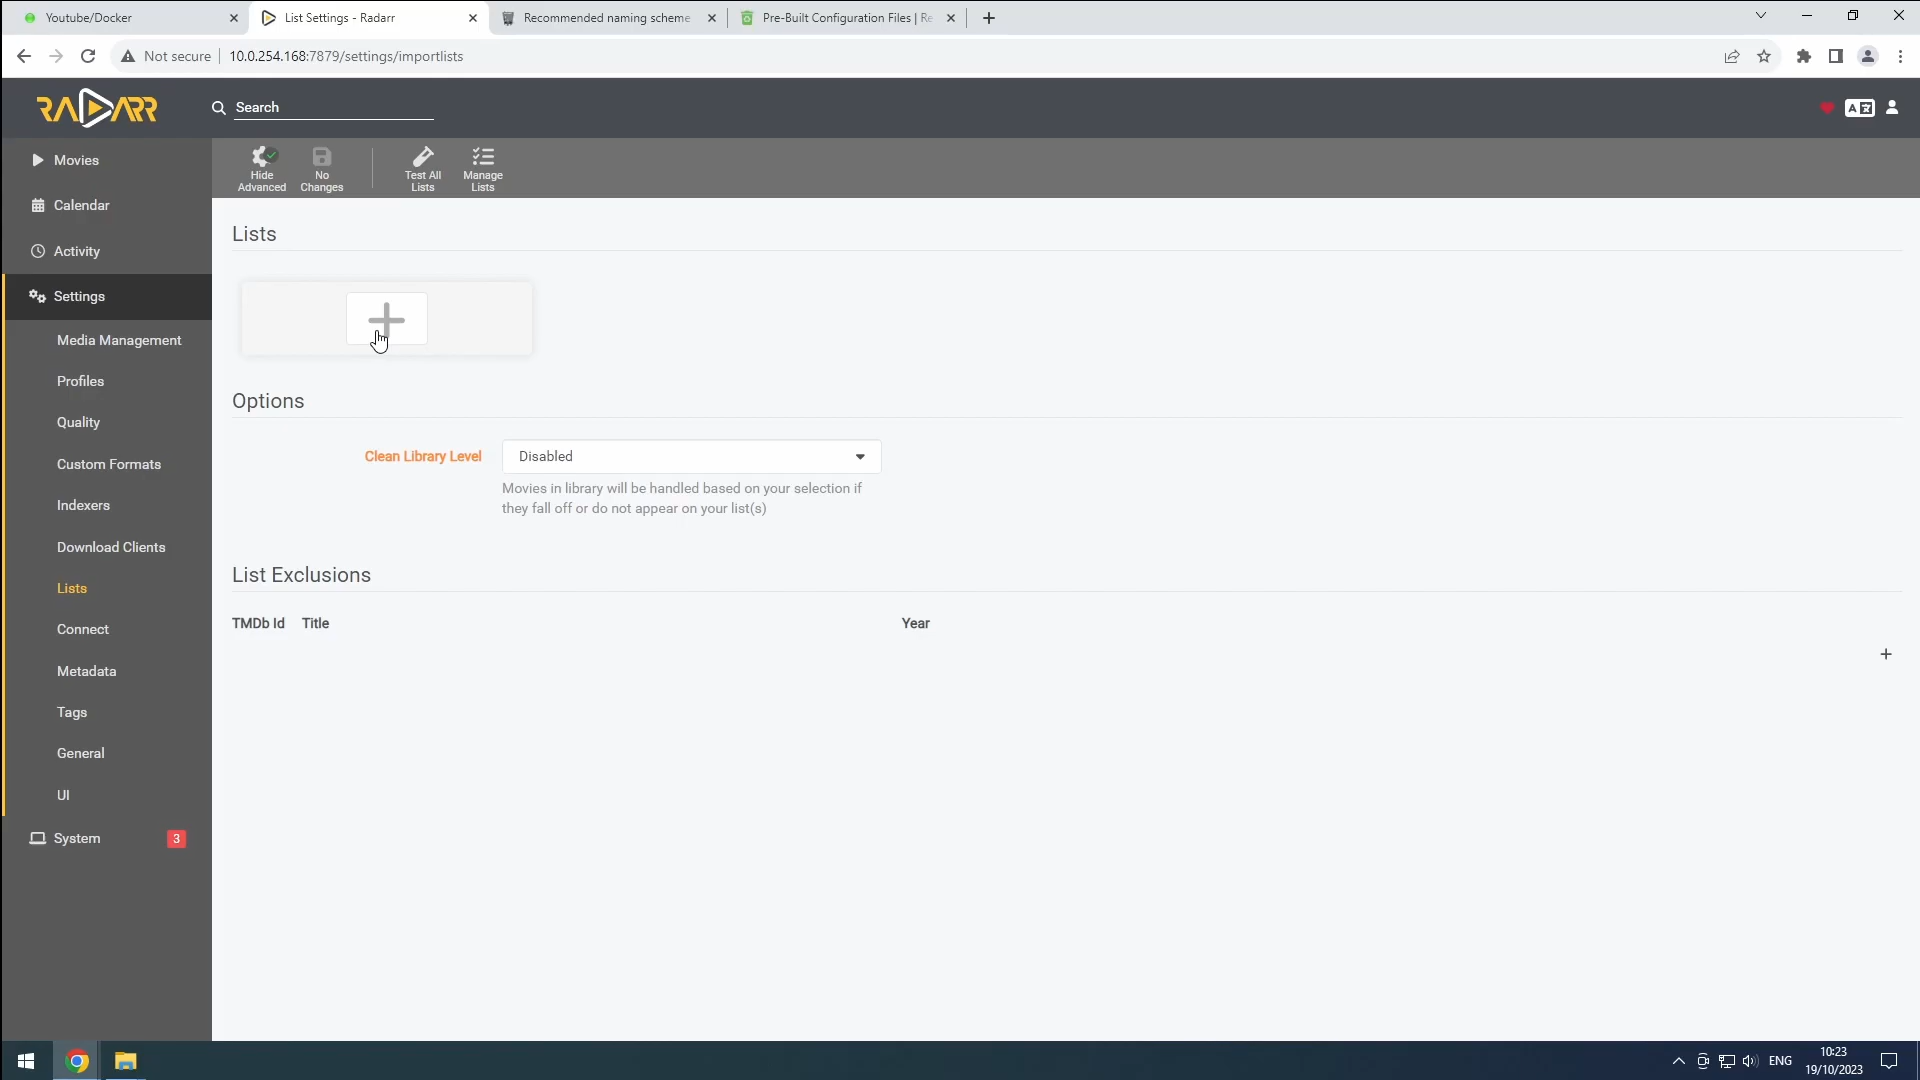 Youtube/Docker
List Settings - Radarr
Recommended naming scheme
Pre-Built Configuration Files | Re
Not secure
10.0.254.168:7879/settings/importlists
RADARR
Search
Movies
Calendar
Activity
Settings
Media Management
Profiles
Quality
Custom Formats
Indexers
Download Clients
Lists
Connect
Metadata
Tags
General
UI
System
3
Hide Advanced
No Changes
Test All Lists
Manage Lists
Lists
Options
Clean Library Level
Disabled
Movies in library will be handled based on your selection if
they fall off or do not appear on your list(s)
List Exclusions
TMDb Id Title Year
ENG
10:23
19/10/2023